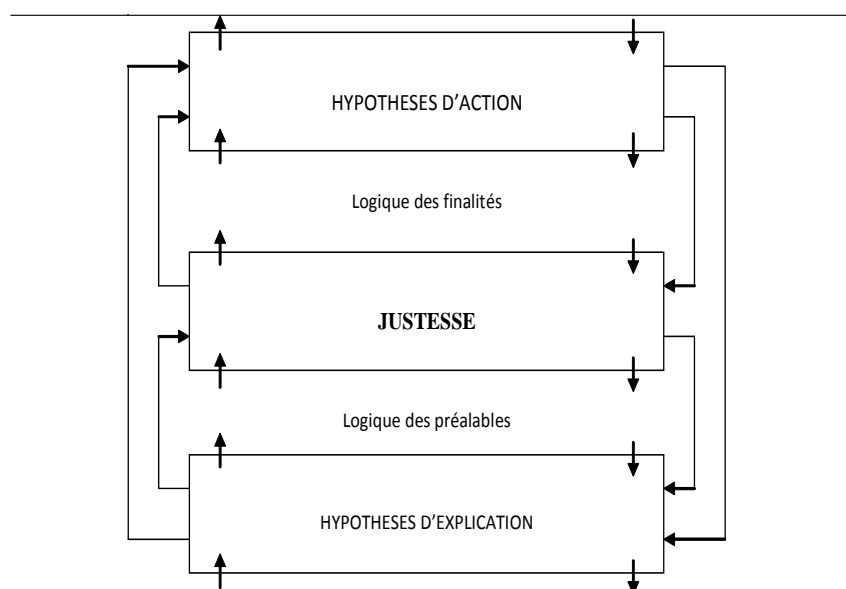 HYPOTHESES D’ACTION
Logique des finalités
JUSTESSE
Logique des préalables
HYPOTHESES D’EXPLICATION